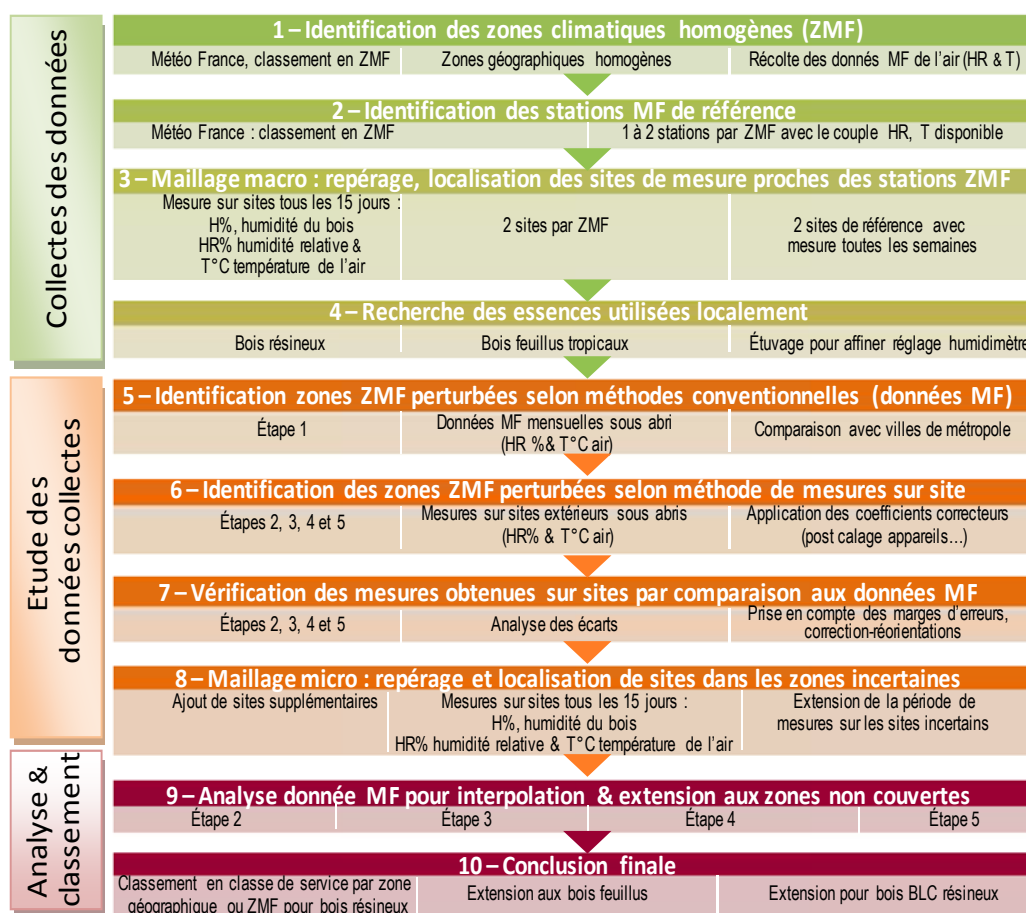 Collectes des données
1 – Identification des zones climatiques homogènes (ZMF)
Météo France, classement en ZMF
Zones géographiques homogènes
Récolte des donnés MF de l'air (HR & T)
2 – Identification des stations MF de référence
Météo France : classement en ZMF
1 à 2 stations par ZMF avec le couple HR, T disponible
3 – Maillage macro : repérage, localisation des sites de mesure proches des stations ZMF
Mesure sur sites tous les 15 jours :
H%, humidité du bois
HR% humidité relative &
T°C température de l'air
2 sites par ZMF
2 sites de référence avec
mesure toutes les semaines
4 – Recherche des essences utilisées localement
Bois résineux
Bois feuillus tropicaux
Étuvage pour affiner réglage humidimètre
Etude des
données collectes
5 – Identification zones ZMF perturbées selon méthodes conventionnelles (données MF)
Étape 1
Données MF mensuelles sous abri
(HR %& T°C air)
Comparaison avec villes de métropole
6 – Identification des zones ZMF perturbées selon méthode de mesures sur site
Étapes 2, 3, 4 et 5
Mesures sur sites extérieurs sous abris
(HR% & T°C air)
Application des coefficients correcteurs
(post calage appareils…)
7 – Vérification des mesures obtenues sur sites par comparaison aux données MF
Étapes 2, 3, 4 et 5
Analyse des écarts
Prise en compte des marges d'erreurs,
correction-réorientations
8 – Maillage micro : repérage et localisation de sites dans les zones incertaines
Ajout de sites supplémentaires
Mesures sur sites tous les 15 jours :
H%, humidité du bois
HR% humidité relative & T°C température de l'air
Extension de la période de
mesures sur les sites incertains
Analyse &
classement
9 – Analyse donnée MF pour interpolation & extension aux zones non couvertes
Étape 2
Étape 3
Étape 4
Étape 5
10 – Conclusion finale
Classement en classe de service par zone
géographique ou ZMF pour bois résineux
Extension aux bois feuillus
Extension pour bois BLC résineux